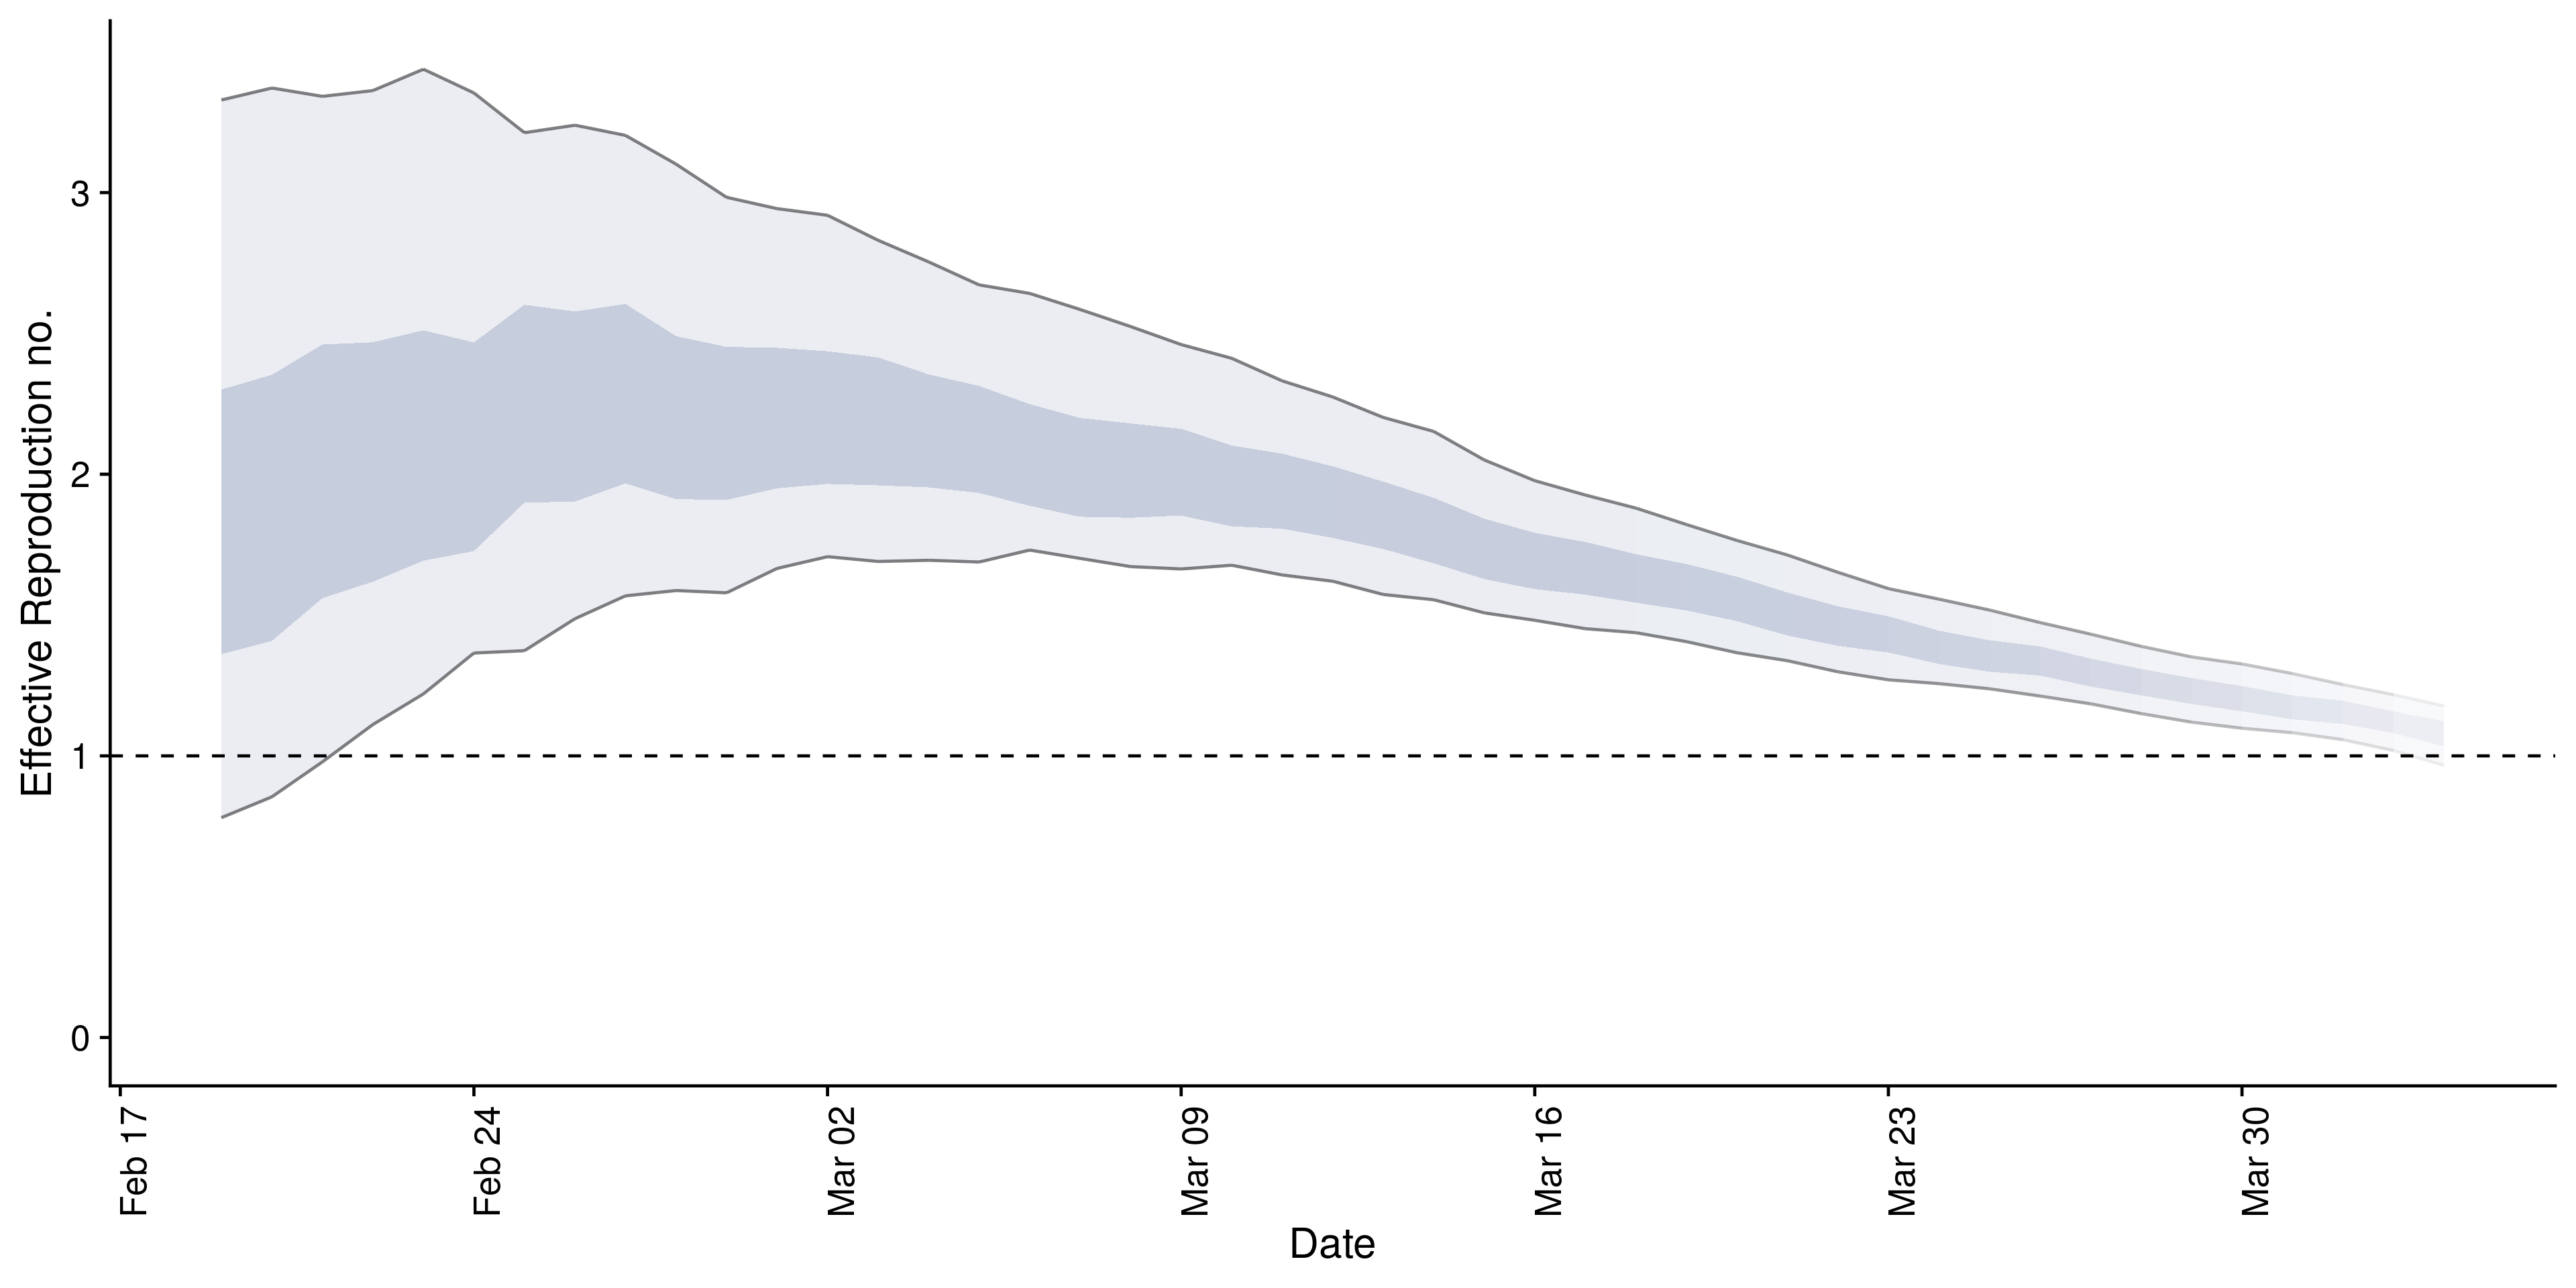 Effective Reproduction no.
3
2
1
0
Feb 17
Feb 24
Mar 02
Mar 09
Mar 16
Mar 23
Mar 30
Date